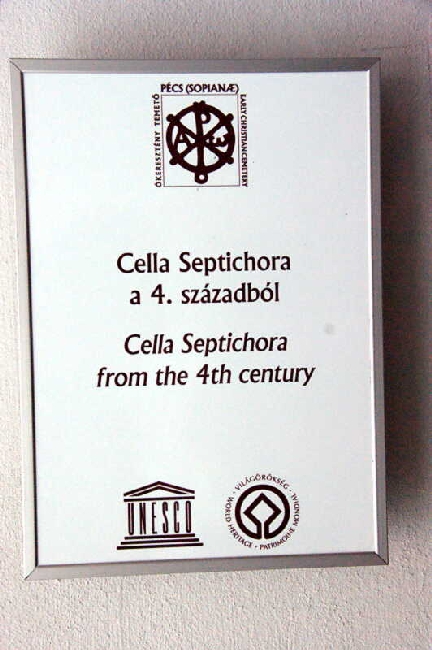 PÉCS (SOPIANÆ)
ÓKERESZTÉNY TEMETŐ
EARLY CHRISTIAN CEMETERY
Α Ω
Cella Septichora
a 4. századból
Cella Septichora
from the 4th century
UNESCO
· VILÁGÖRÖKSÉG · WORLD HERITAGE · PATRIMOINE MONDIAL